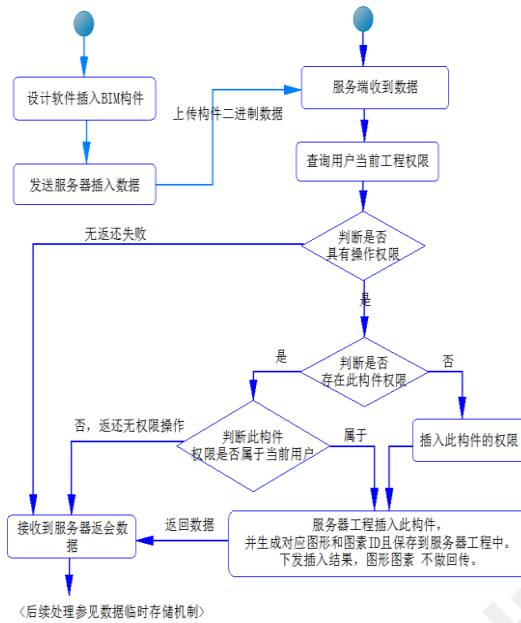 设计软件插入BIM构件
服务端收到数据
上传构件二进制数据
查询用户当前工程权限
发送服务器插入数据
无返还失败
判断是否
具有操作权限
是
判断是否
存在此构件权限
是
否
否，返还无权限操作
判断此构件
权限是否属于当前用户
属于
插入此构件的权限
接收到服务器返会数
据
返回数据
服务器工程插入此构件，
并生成对应图形和图素ID且保存到服务器工程中。
下发插入结果，图形图素 不做回传。
〈后续处理参见数据临时存储机制〉